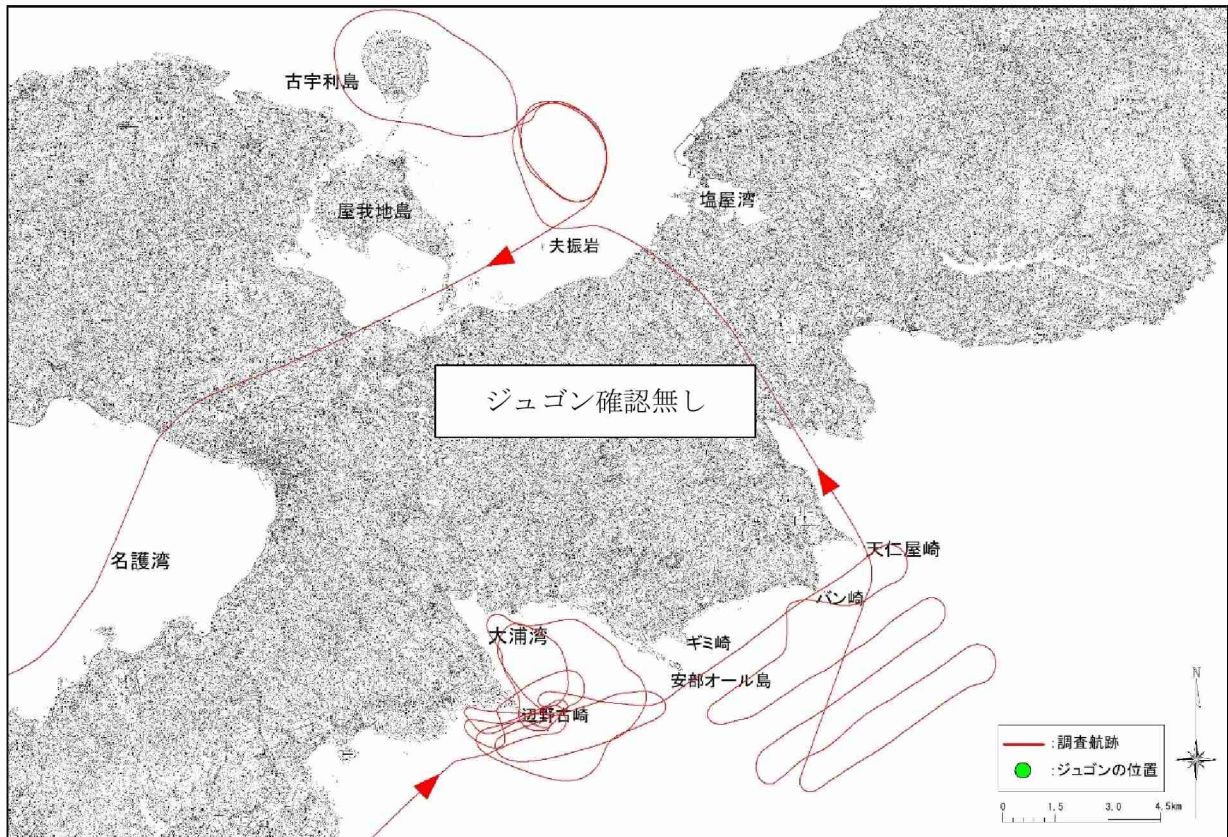 古宇利島
屋我地島
塩屋湾
夫振岩
ジュゴン確認無し
名護湾
天仁屋崎
バン崎
大浦湾
ギミ崎
安部オール島
辺野古崎
N
:調査航跡
:ジュゴンの位置
0 1.5 3.0 4.5km